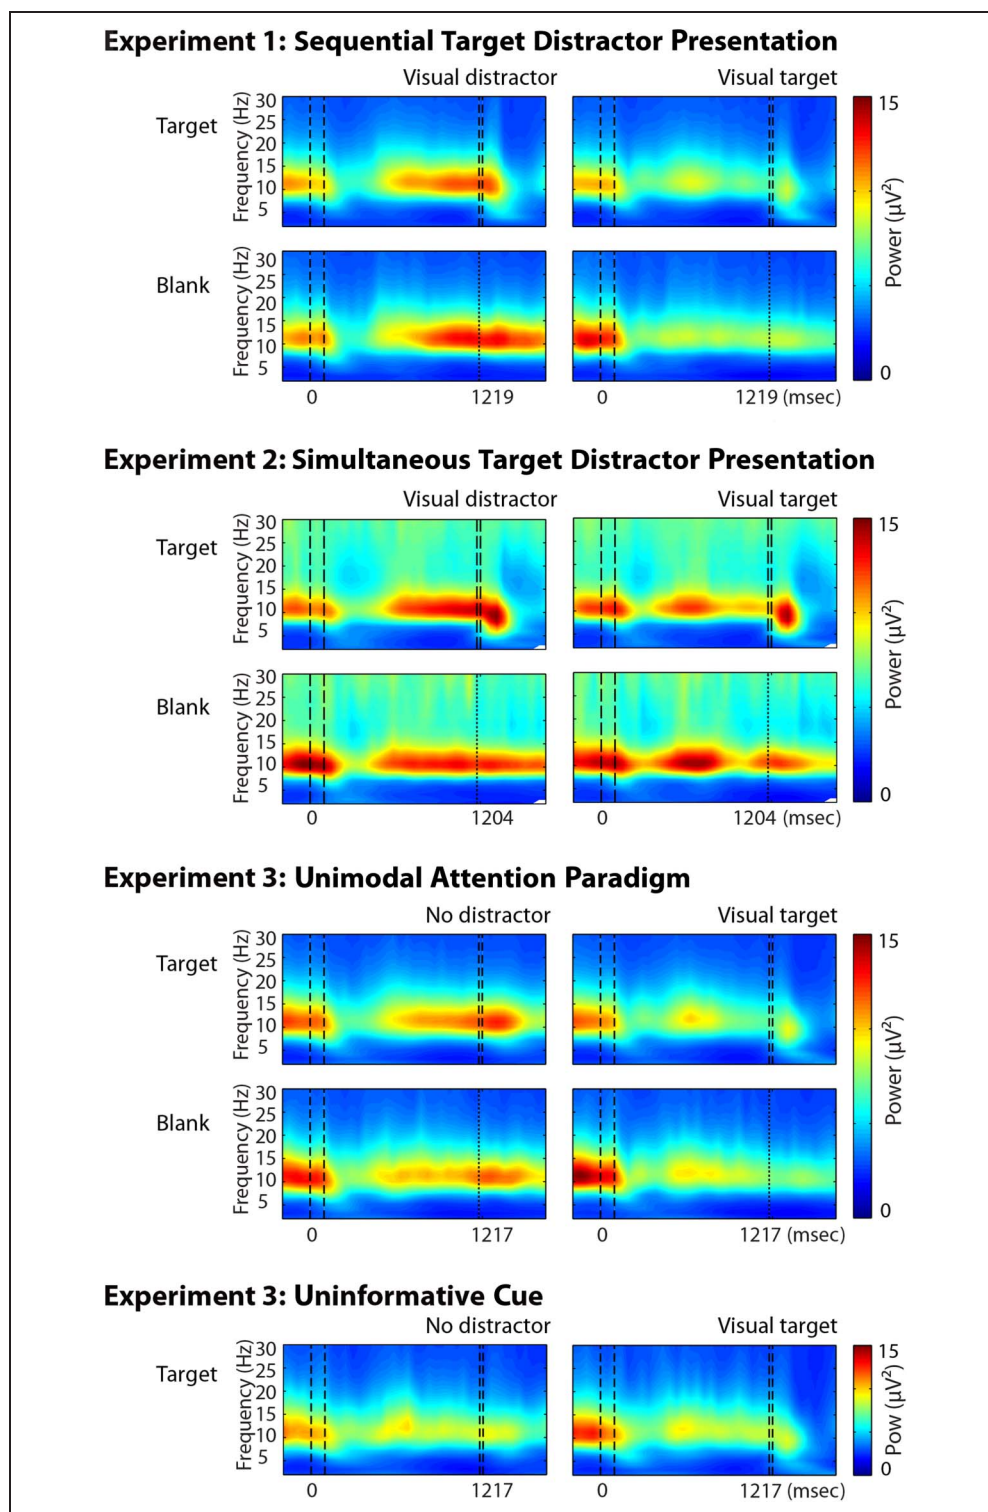 Experiment 1: Sequential Target Distractor Presentation
Visual distractor Visual target
Target
Frequency (Hz)
30
25
20
15
10
5
15
Power (µV²)
0
Blank
Frequency (Hz)
30
25
20
15
10
5
0 1219 0 1219 (msec)
Experiment 2: Simultaneous Target Distractor Presentation
Visual distractor Visual target
Target
Frequency (Hz)
30
25
20
15
10
5
15
Power (µV²)
0
Blank
Frequency (Hz)
30
25
20
15
10
5
0 1204 0 1204 (msec)
Experiment 3: Unimodal Attention Paradigm
No distractor Visual target
Target
Frequency (Hz)
30
25
20
15
10
5
15
Power (µV²)
0
Blank
Frequency (Hz)
30
25
20
15
10
5
0 1217 0 1217 (msec)
Experiment 3: Uninformative Cue
No distractor Visual target
Target
Frequency (Hz)
30
25
20
15
10
5
15
Pow (µV²)
0
0 1217 0 1217 (msec)